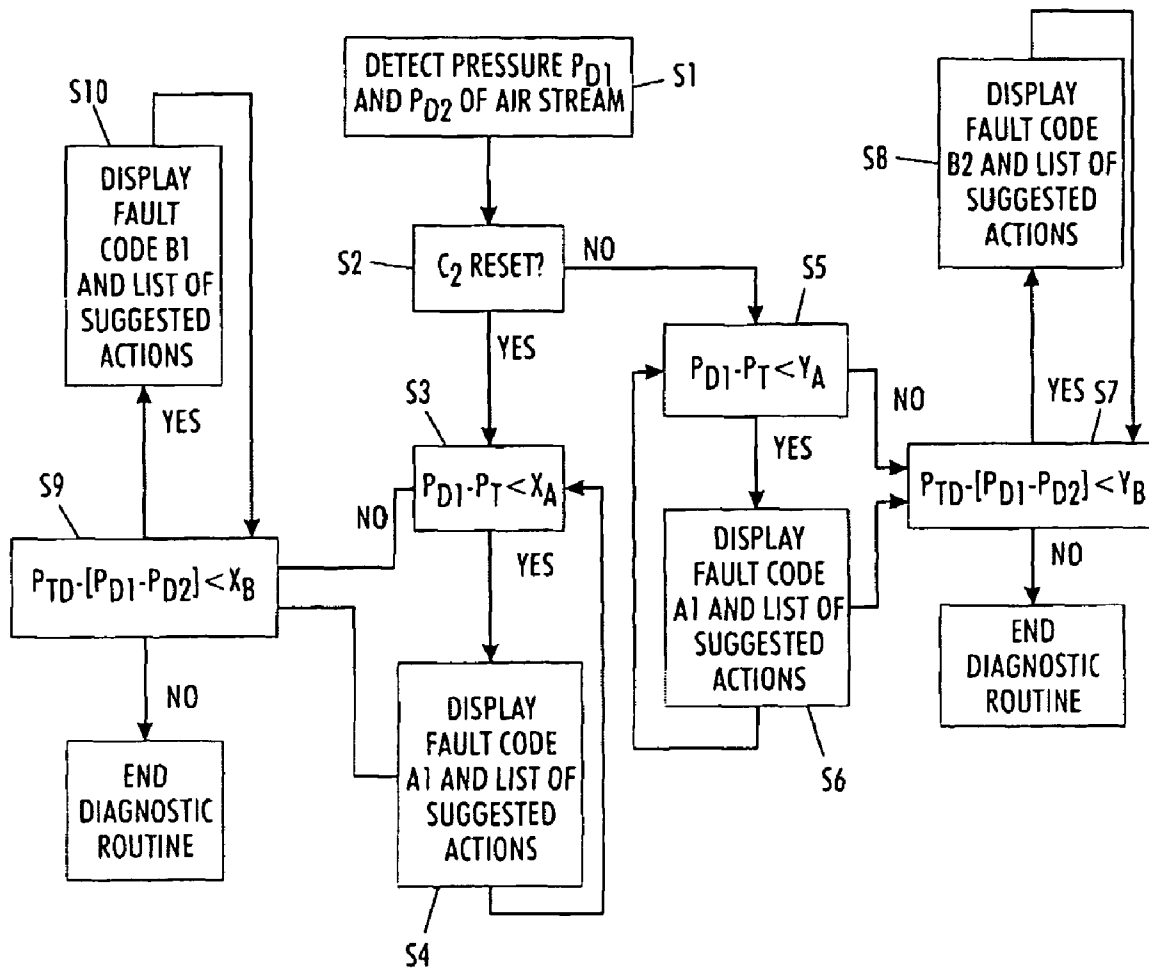 DETECT PRESSURE PD1
AND PD2 OF AIR STREAM
S1
S2
C2 RESET?
NO
YES
S3
PD1-PT<XA
NO
YES
DISPLAY
FAULT CODE
A1 AND LIST OF
SUGGESTED
ACTIONS
S4
S5
PD1-PT<YA
NO
YES
DISPLAY
FAULT CODE
A1 AND LIST OF
SUGGESTED
ACTIONS
S6
S7
PTD-[PD1-PD2]<YB
YES
NO
S8
DISPLAY
FAULT CODE
B2 AND LIST OF
SUGGESTED
ACTIONS
END
DIAGNOSTIC
ROUTINE
S9
PTD-[PD1-PD2]<XB
YES
NO
S10
DISPLAY
FAULT
CODE B1
AND LIST OF
SUGGESTED
ACTIONS
END
DIAGNOSTIC
ROUTINE